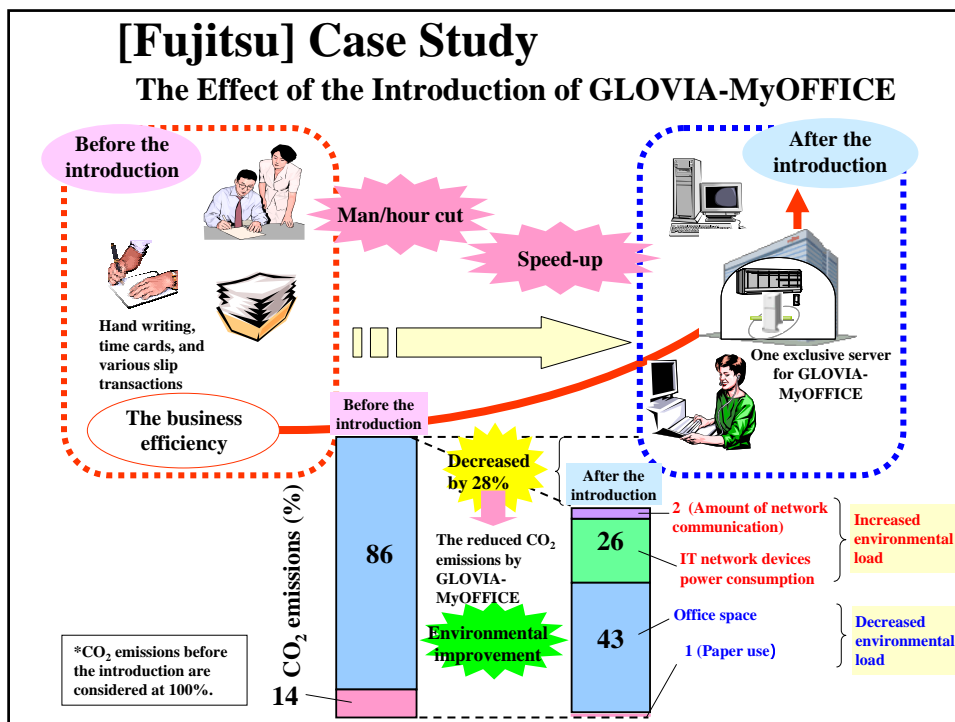 [Fujitsu] Case Study
The Effect of the Introduction of GLOVIA-MyOFFICE
Before the
introduction
After the
introduction
Man/hour cut
Speed-up
Hand writing,
time cards, and
various slip
transactions
One exclusive server
for GLOVIA-
MyOFFICE
The business
efficiency
Before the
introduction
Decreased
by 28%
After the
introduction
CO2 emissions (%)
86
14
The reduced CO2
emissions by
GLOVIA-
MyOFFICE
Environmental
improvement
2 (Amount of network
communication)
26
IT network devices
power consumption
Increased
environmental
load
43
Office space
1 (Paper use)
Decreased
environmental
load
*CO2 emissions before
the introduction are
considered at 100%.